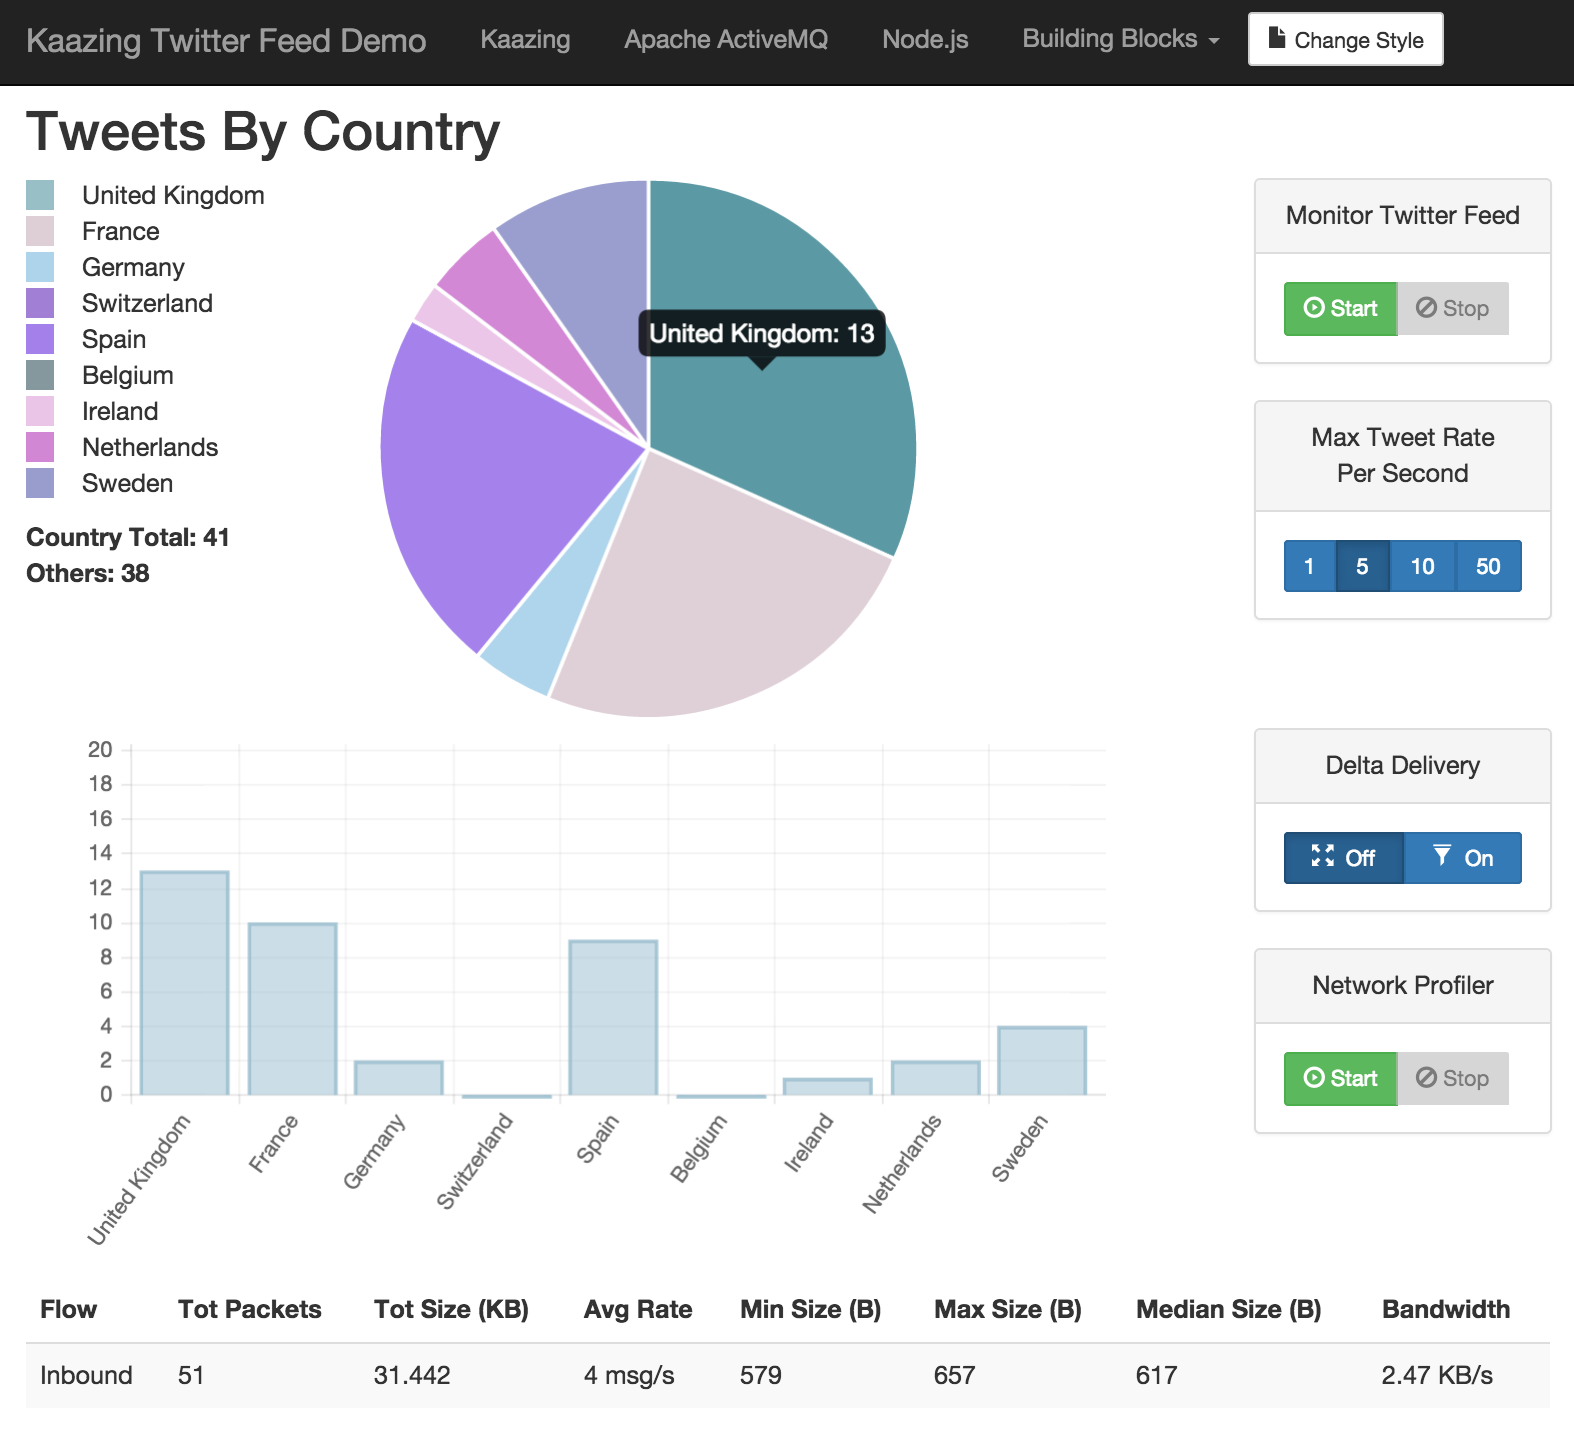 Kaazing Twitter Feed Demo Kaazing Apache ActiveMQ Node.js Building Blocks Change Style
Tweets By Country
United Kingdom
France
Germany
Switzerland
Spain
Belgium
Ireland
Netherlands
Sweden
Country Total: 41
Others: 38
United Kingdom: 13
Monitor Twitter Feed
Start Stop
Max Tweet Rate
Per Second
1 5 10 50
Delta Delivery
Off On
Network Profiler
Start Stop
20
18
16
14
12
10
8
6
4
2
0
United Kingdom
France
Germany
Switzerland
Spain
Belgium
Ireland
Netherlands
Sweden
Flow Tot Packets Tot Size (KB) Avg Rate Min Size (B) Max Size (B) Median Size (B) Bandwidth
Inbound 51 31.442 4 msg/s 579 657 617 2.47 KB/s